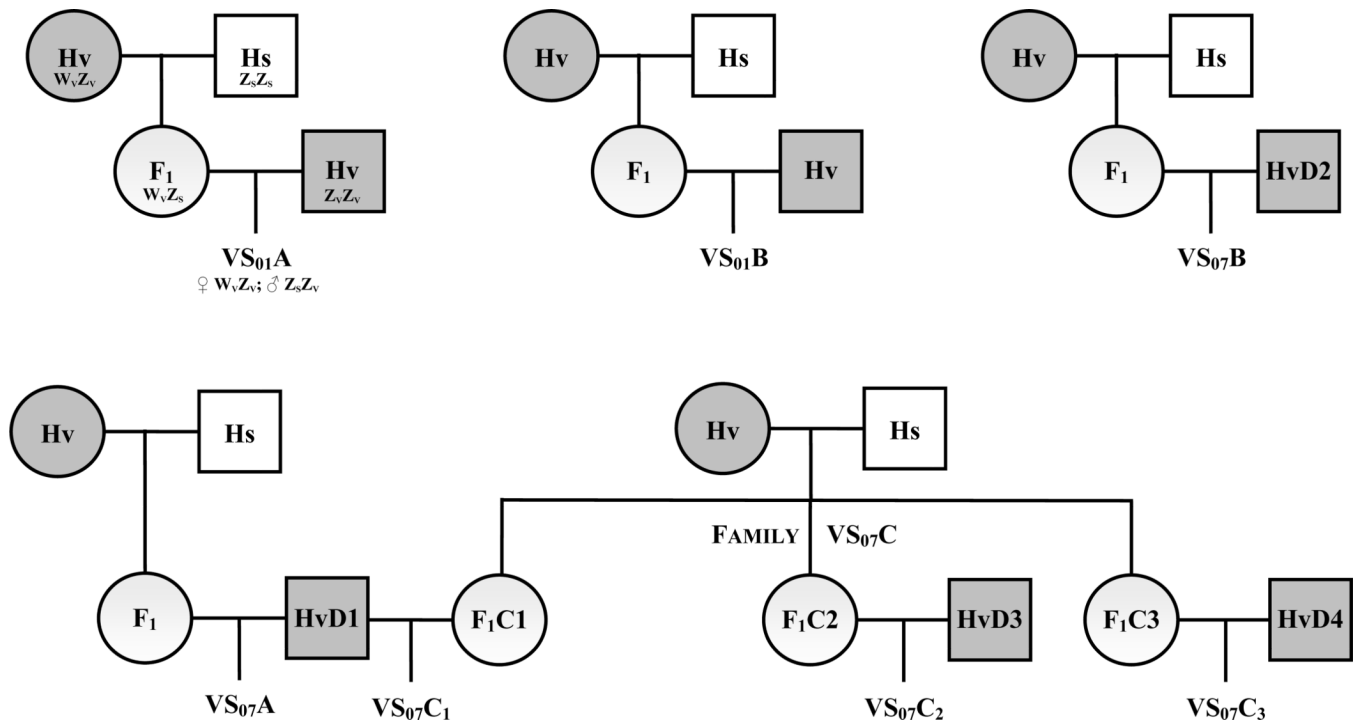 Hv
WᵥZᵥ
Hs
ZₛZₛ
F₁
WᵥZₛ
Hv
ZᵥZᵥ
VS₀₁A
♀ WᵥZᵥ; ♂ ZₛZᵥ
Hv
Hs
F₁
Hv
VS₀₁B
Hv
Hs
F₁
HvD2
VS₀₇B
Hv
Hs
F₁
HvD1
F₁C1
VS₀₇A
VS₀₇C₁
Hv
Hs
FAMILY VS₀₇C
F₁C2
HvD3
F₁C3
HvD4
VS₀₇C₂
VS₀₇C₃